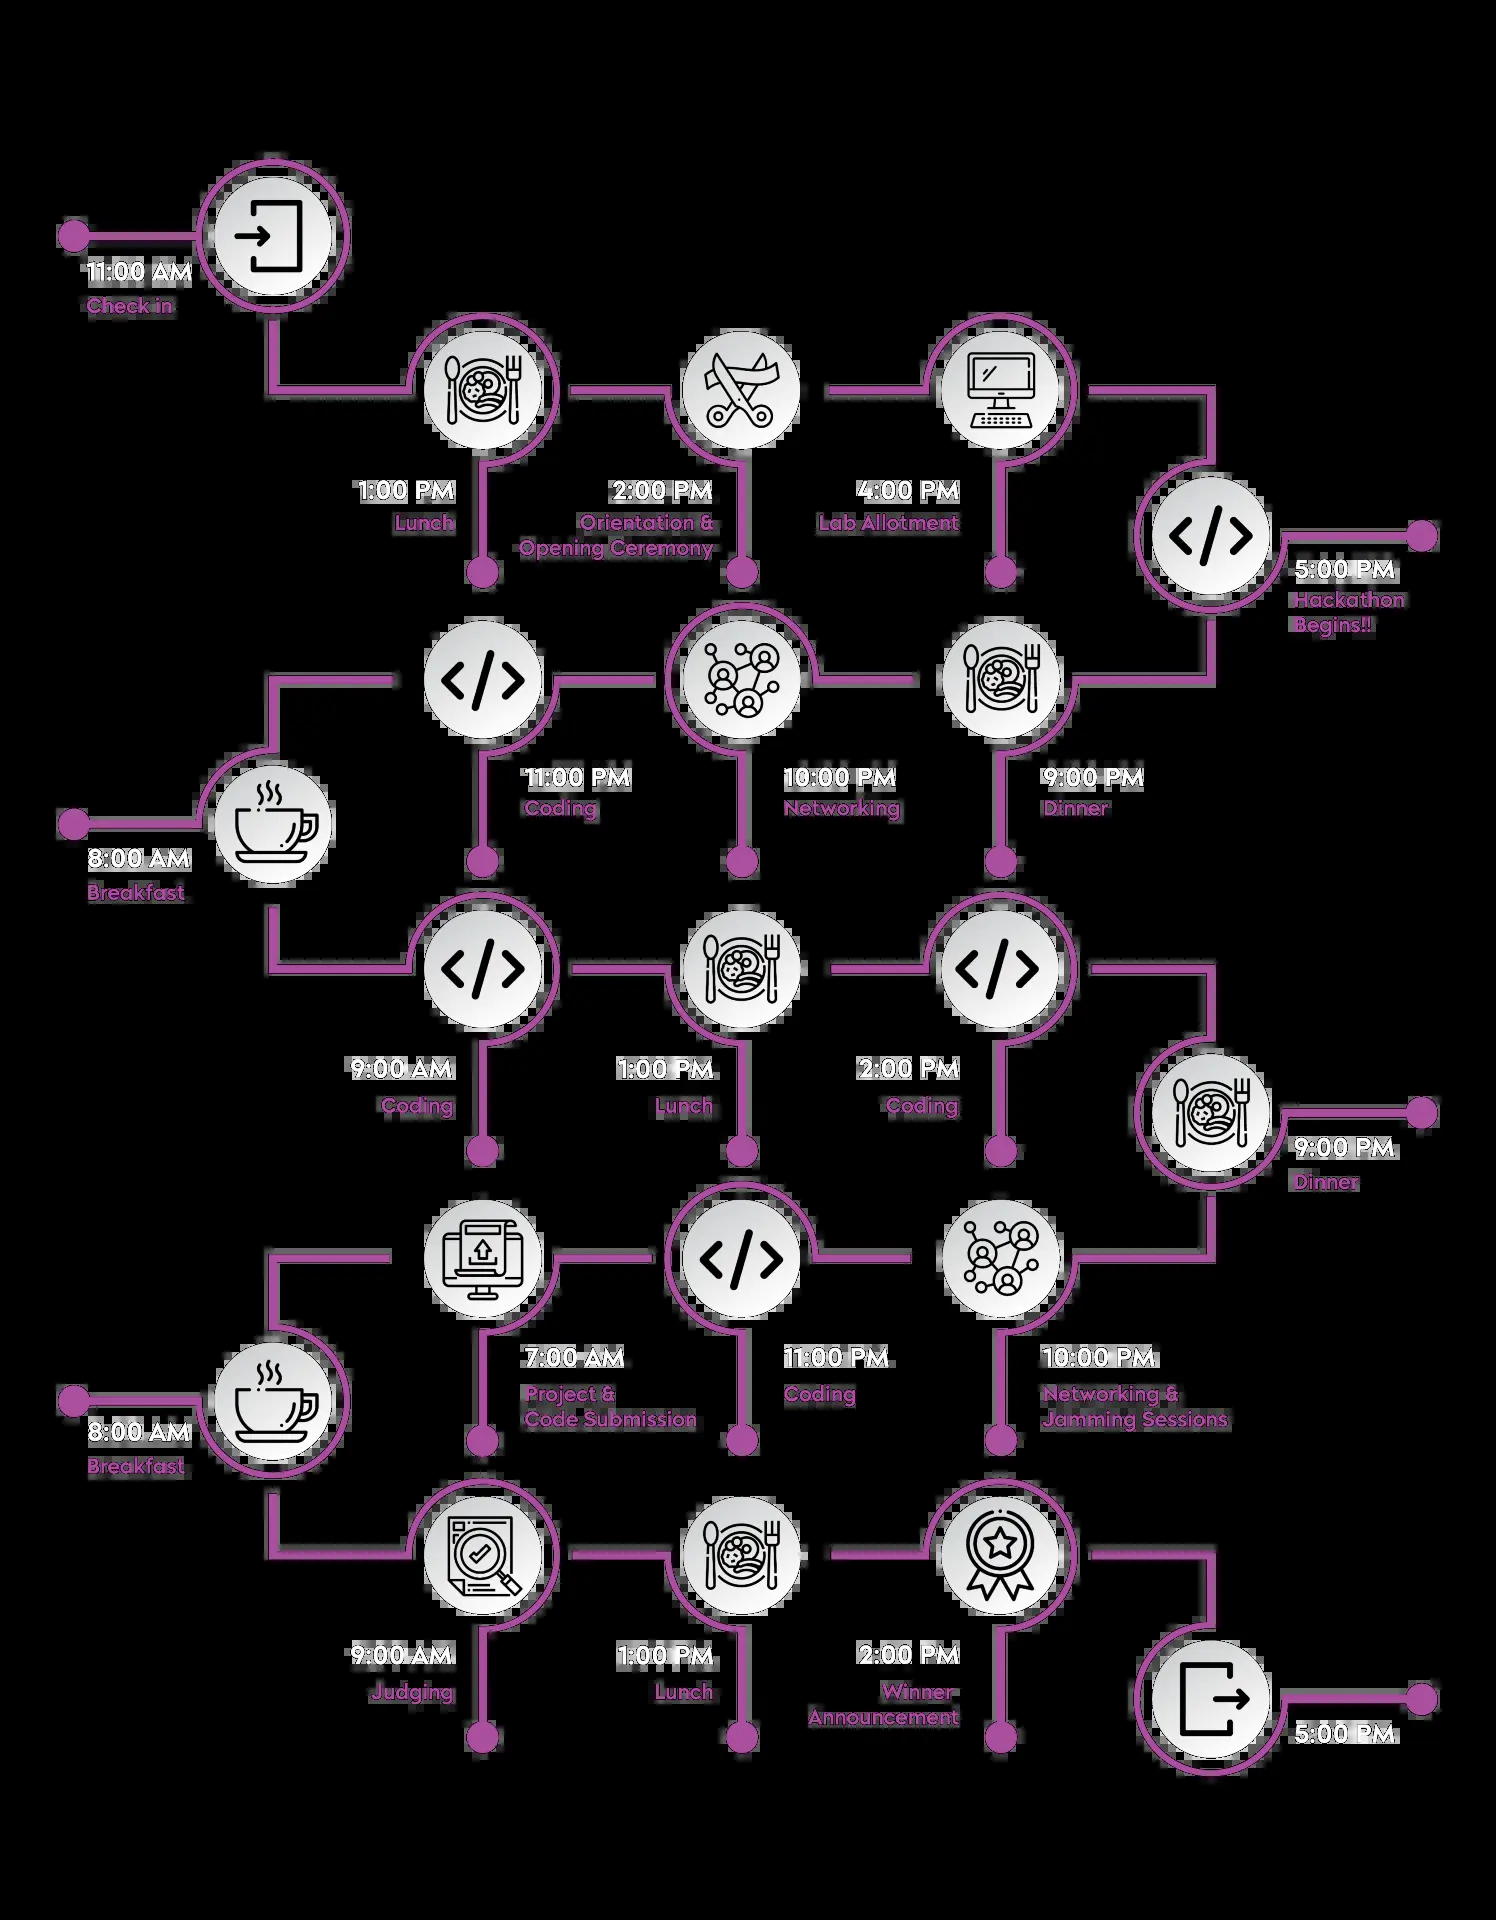 11:00 AM
Check in
1:00 PM
Lunch
2:00 PM
Orientation &
Opening Ceremony
4:00 PM
Lab Allotment
5:00 PM
Hackathon
Begins!!
9:00 PM
Dinner
10:00 PM
Networking
11:00 PM
Coding
8:00 AM
Breakfast
9:00 AM
Coding
1:00 PM
Lunch
2:00 PM
Coding
9:00 PM
Dinner
10:00 PM
Networking &
Jamming Sessions
11:00 PM
Coding
7:00 AM
Project &
Code Submission
8:00 AM
Breakfast
9:00 AM
Judging
1:00 PM
Lunch
2:00 PM
Winner
Announcement
5:00 PM